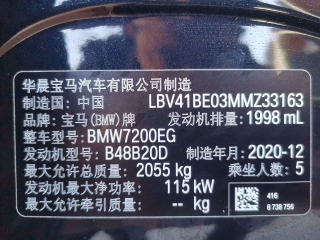 华晨宝马汽车有限公司制造
制造国：中国 LBV41BE03MMZ33163
品牌：宝马(BMW)牌 发动机排量：1998 mL
整车型号：BMW7200EG
发动机型号：B48B20D 制造年月：2020-12
最大允许总质量：2055 kg 乘坐人数：5
发动机最大净功率：115 kW
最大允许牵引质量：-- kg
416
8 738 756